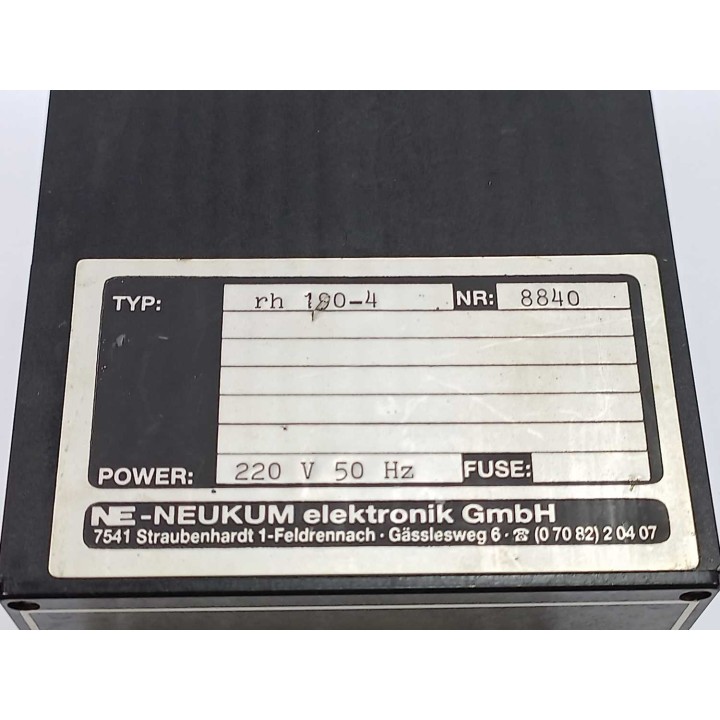 TYP: rh 190-4 NR: 8840
POWER: 220 V 50 Hz FUSE:
NE-NEUKUM elektronik GmbH
7541 Straubenhardt 1-Feldrennach · Gässlesweg 6 · ☎ (0 70 82) 2 04 07